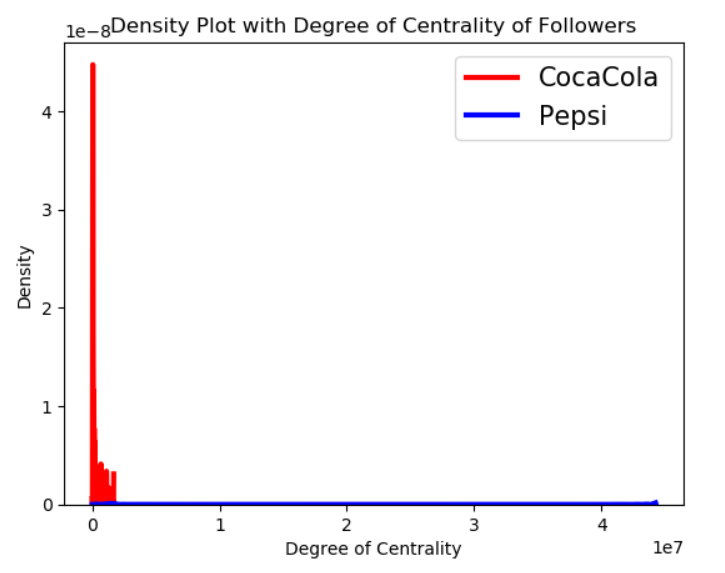 1e−8
Density Plot with Degree of Centrality of Followers
CocaCola
Pepsi
4
3
2
1
0
Density
0 1 2 3 4
1e7
Degree of Centrality